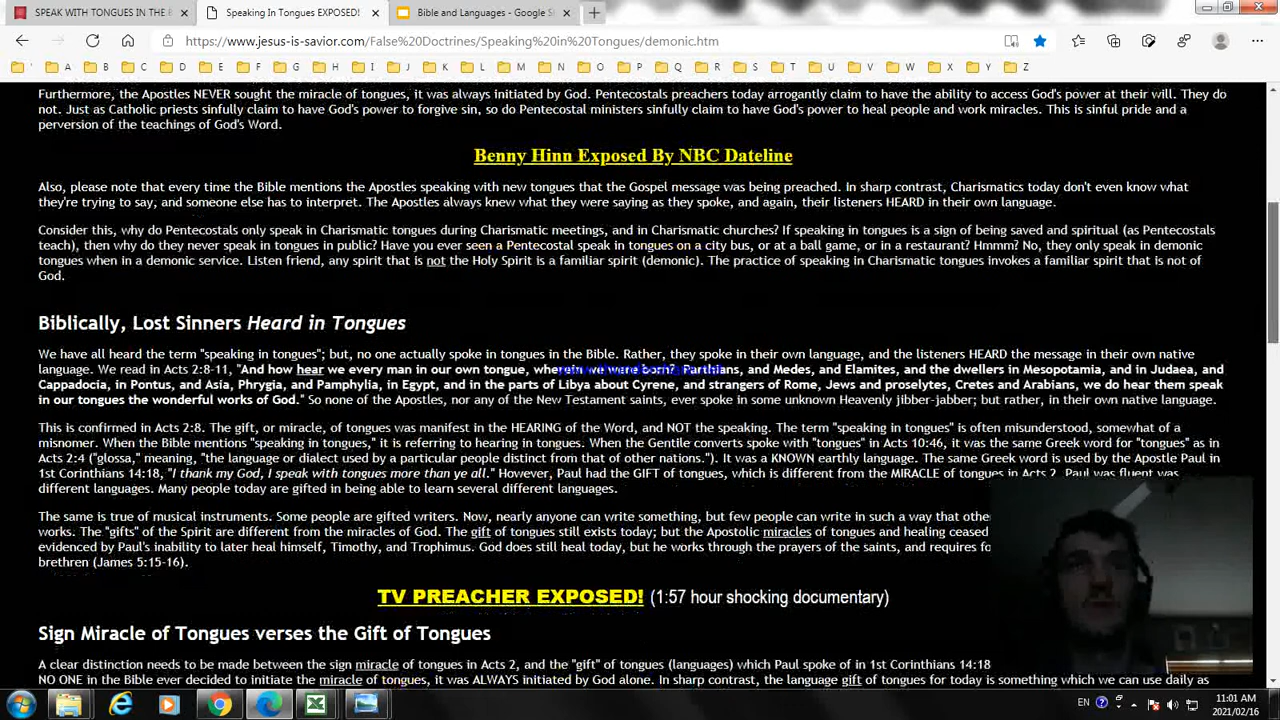 SPEAK WITH TONGUES IN THE
Speaking In Tongues EXPOSED!
Bible and Languages - Google S
https://www.jesus-is-savior.com/False%20Doctrines/Speaking%20in%20Tongues/demonic.htm
' A B C D E F G H I J K L M N O P Q R S T U V W X Y Z
Furthermore, the Apostles NEVER sought the miracle of tongues, it was always initiated by God. Pentecostals preachers today arrogantly claim to have the ability to access God's power at their will. They do
not. Just as Catholic priests sinfully claim to have God's power to forgive sin, so do Pentecostal ministers sinfully claim to have God's power to heal people and work miracles. This is sinful pride and a
perversion of the teachings of God's Word.
Benny Hinn Exposed By NBC Dateline
Also, please note that every time the Bible mentions the Apostles speaking with new tongues that the Gospel message was being preached. In sharp contrast, Charismatics today don't even know what
they're trying to say, and someone else has to interpret. The Apostles always knew what they were saying as they spoke, and again, their listeners HEARD in their own language.
Consider this, why do Pentecostals only speak in Charismatic tongues during Charismatic meetings, and in Charismatic churches? If speaking in tongues is a sign of being saved and spiritual (as Pentecostals
teach), then why do they never speak in tongues in public? Have you ever seen a Pentecostal speak in tongues on a city bus, or at a ball game, or in a restaurant? Hmmm? No, they only speak in demonic
tongues when in a demonic service. Listen friend, any spirit that is not the Holy Spirit is a familiar spirit (demonic). The practice of speaking in Charismatic tongues invokes a familiar spirit that is not of
God.
Biblically, Lost Sinners Heard in Tongues
We have all heard the term "speaking in tongues"; but, no one actually spoke in tongues in the Bible. Rather, they spoke in their own language, and the listeners HEARD the message in their own native
language. We read in Acts 2:8-11, "And how hear we every man in our own tongue, and Medes, and Elamites, and the dwellers in Mesopotamia, and in Judaea, and
Cappadocia, in Pontus, and Asia, Phrygia, and Pamphylia, in Egypt, and in the parts of Libya about Cyrene, and strangers of Rome, Jews and proselytes, Cretes and Arabians, we do hear them speak
in our tongues the wonderful works of God." So none of the Apostles, nor any of the New Testament saints, ever spoke in some unknown Heavenly jibber-jabber; but rather, in their own native language.
This is confirmed in Acts 2:8. The gift, or miracle, of tongues was manifest in the HEARING of the Word, and NOT the speaking. The term "speaking in tongues" is often misunderstood, somewhat of a
misnomer. When the Bible mentions "speaking in tongues," it is referring to hearing in tongues. When the Gentile converts spoke with "tongues" in Acts 10:46, it was the same Greek word for "tongues" as in
Acts 2:4 ("glossa," meaning, "the language or dialect used by a particular people distinct from that of other nations."). It was a KNOWN earthly language. The same Greek word is used by the Apostle Paul in
1st Corinthians 14:18, "I thank my God, I speak with tongues more than ye all." However, Paul had the GIFT of tongues, which is different from the MIRACLE of tongues in Acts 2. Paul was fluent
different languages. Many people today are gifted in being able to learn several different languages.
The same is true of musical instruments. Some people are gifted writers. Now, nearly anyone can write something, but few people can write in such a way that
works. The "gifts" of the Spirit are different from the miracles of God. The gift of tongues still exists today; but the Apostolic miracles of tongues and healing ceased
evidenced by Paul's inability to later heal himself, Timothy, and Trophimus. God does still heal today, but he works through the prayers of the saints, and requires
brethren (James 5:15-16).
TV PREACHER EXPOSED! (1:57 hour shocking documentary)
Sign Miracle of Tongues verses the Gift of Tongues
A clear distinction needs to be made between the sign miracle of tongues in Acts 2, and the "gift" of tongues (languages) which Paul spoke of in 1st Corinthians 14:18
NO ONE in the Bible ever decided to initiate the miracle of tongues, it was ALWAYS initiated by God alone. In sharp contrast, the language gift of tongues for today is something which we can use daily as
EN
11:01 AM
2021/02/16